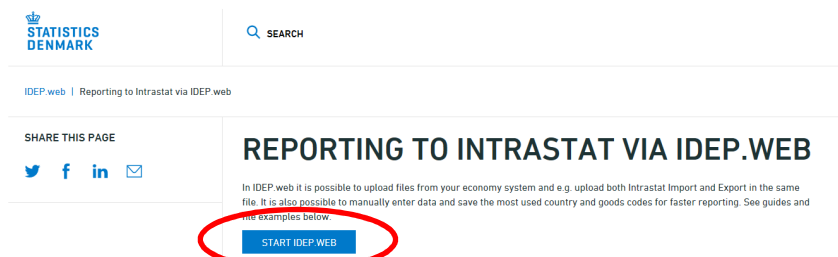 STATISTICS
DENMARK
SEARCH
IDEP.web | Reporting to Intrastat via IDEP.web
SHARE THIS PAGE
REPORTING TO INTRASTAT VIA IDEP.WEB
In IDEP.web it is possible to upload files from your economy system and e.g. upload both Intrastat Import and Export in the same
file. It is also possible to manually enter data and save the most used country and goods codes for faster reporting. See guides and
file examples below.
START IDEP.WEB